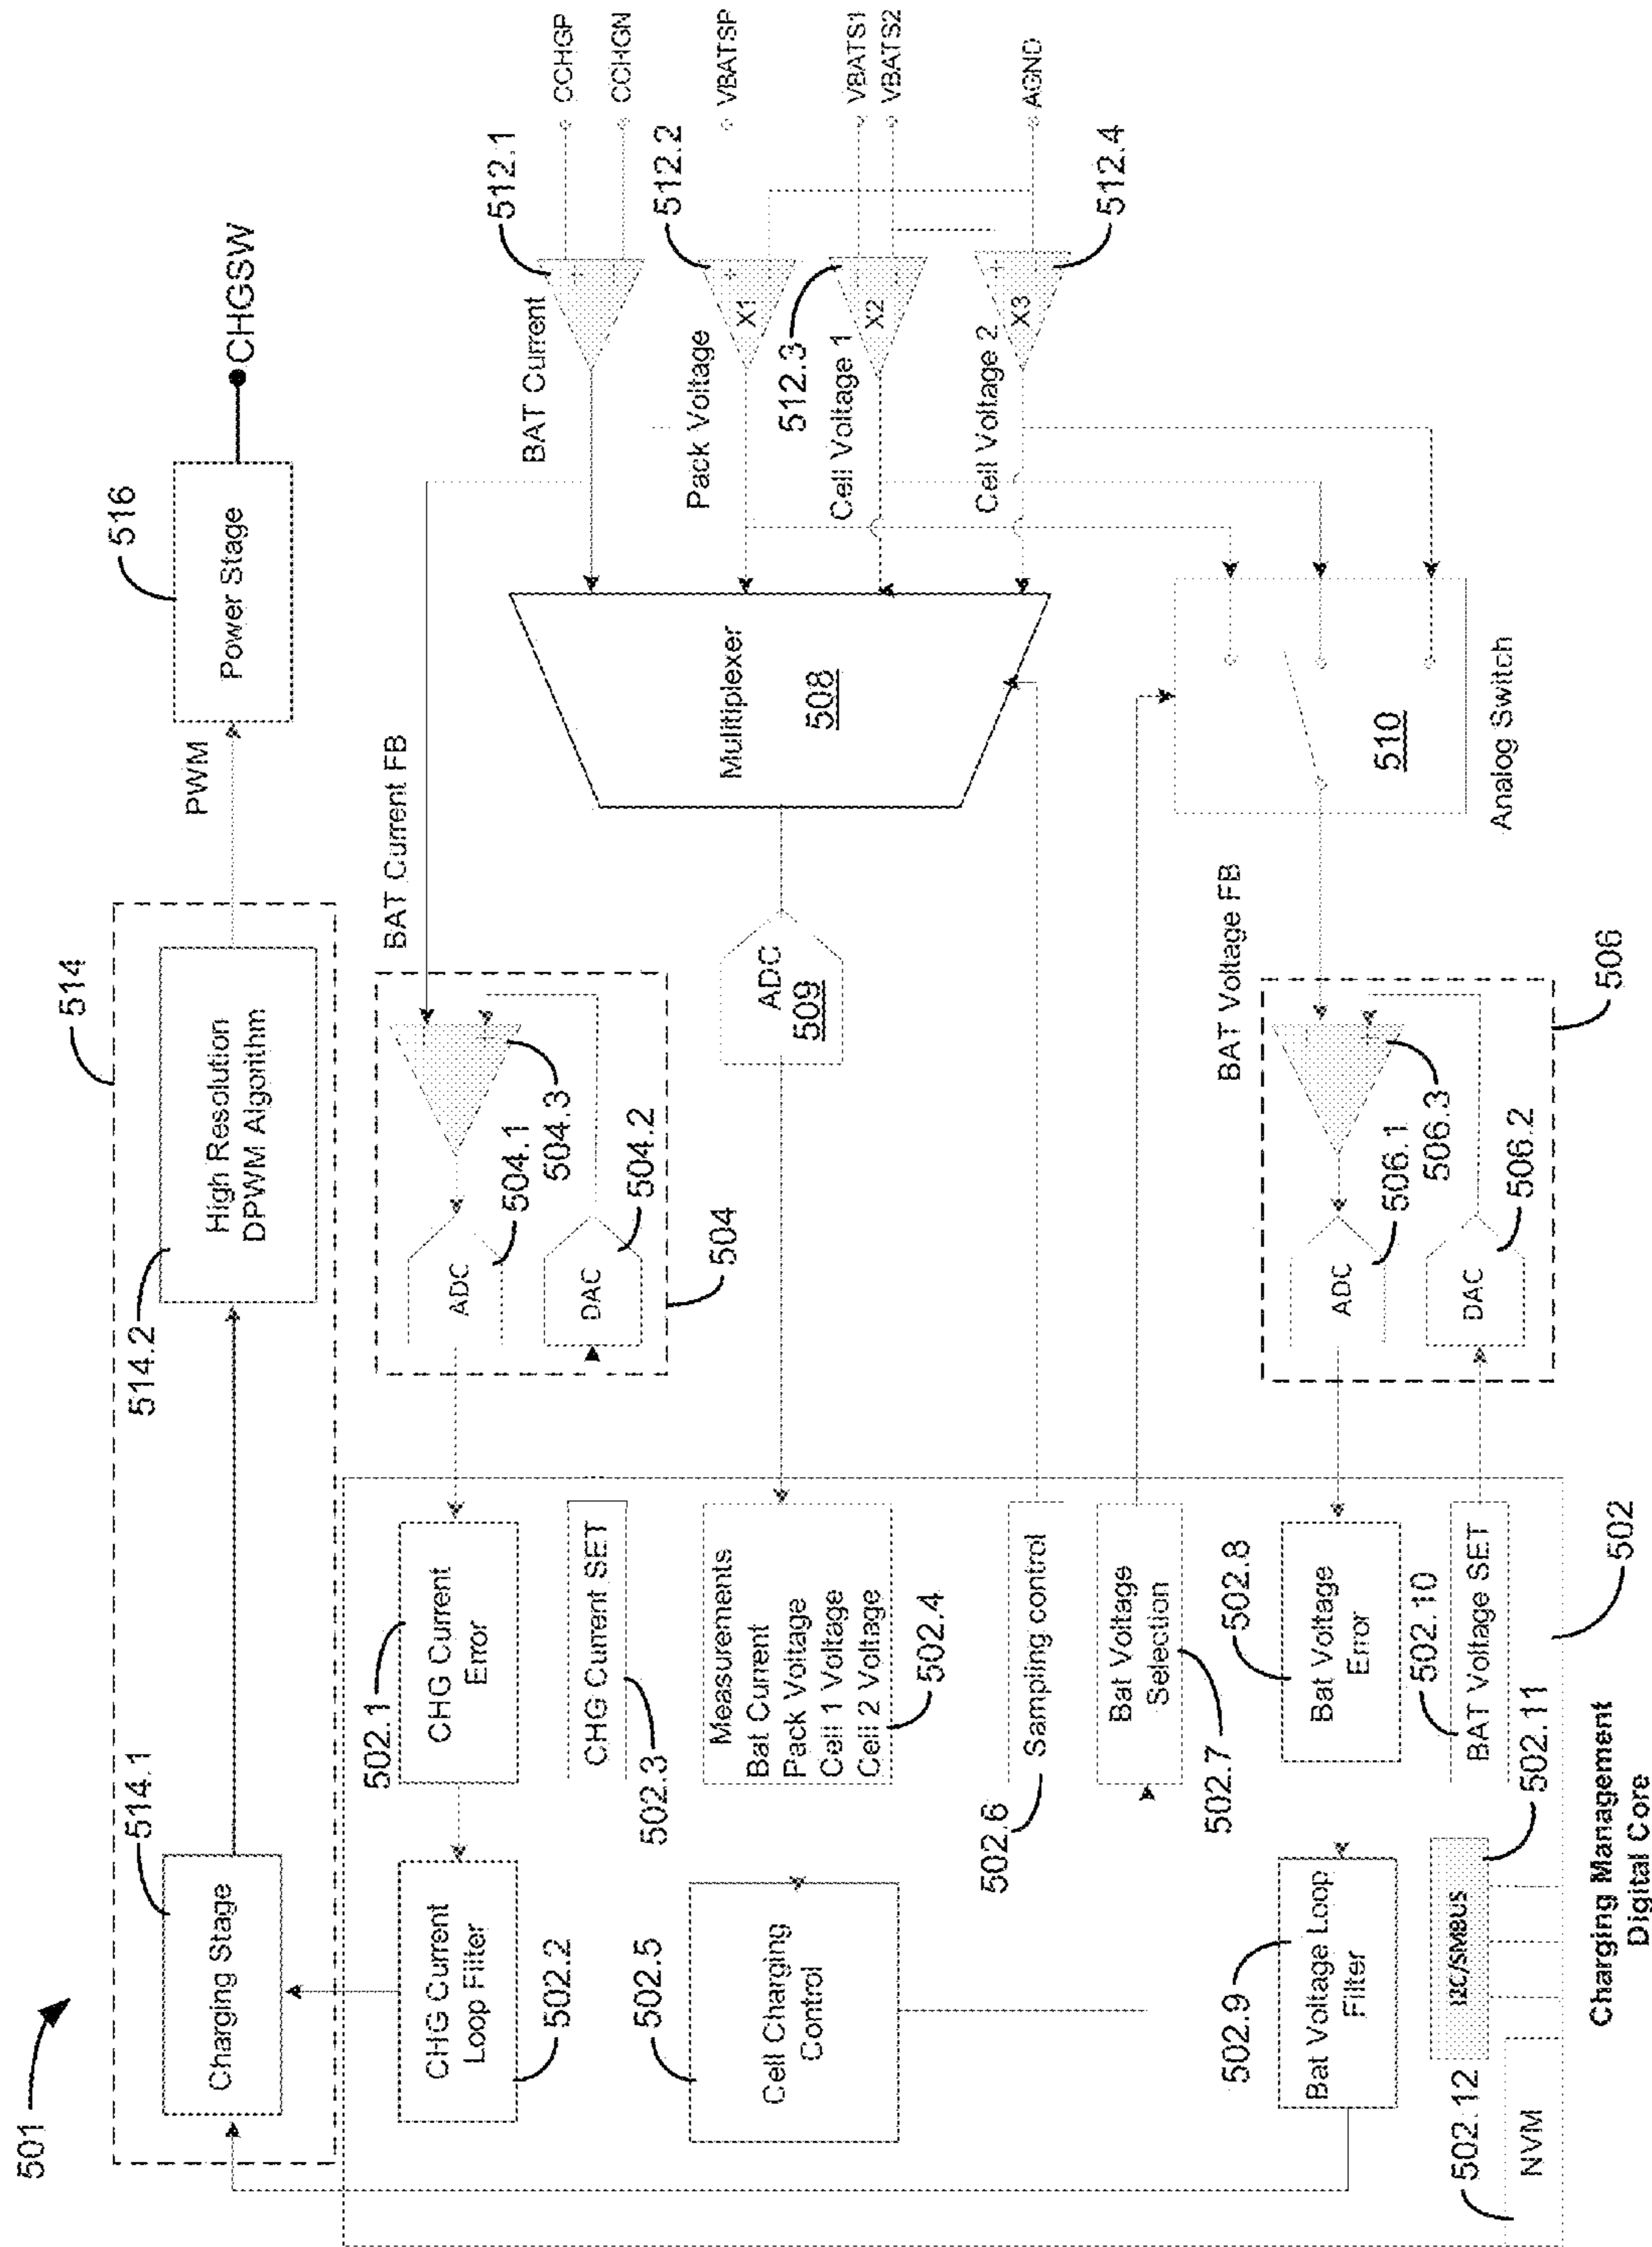 501
514
514.1
Charging Stage
514.2
High Resolution
DPWM Algorithm
PWM
516
Power Stage
CHGSW
502.1
CHG Current
Error
CHG Current
Loop Filter
502.2
CHG Current SET
502.3
504
ADC
504.1
504.3
DAC
504.2
BAT Current FB
BAT Current
512.1
CCHGP
CCHGN
Measurements
Bat Current
Pack Voltage
Cell 1 Voltage
Cell 2 Voltage
502.4
502.5
Cell Charging
Control
ADC
509
Mulitiplexer
508
Pack Voltage
X1
512.2
VBATSP
512.3
Cell Voltage 1
X2
VBATS1
VBATS2
Cell Voltage 2
X3
512.4
AGND
502.6
Sampling control
Bat Voltage
Selection
502.7
502.8
Bat Voltage
Error
502.9
Bat Voltage Loop
Filter
502.10
BAT Voltage SET
506
ADC
506.1
506.3
DAC
506.2
BAT Voltage FB
510
Analog Switch
I2C/SMBUS
502.11
502.12
NVM
502
Charging Management
Digital Core